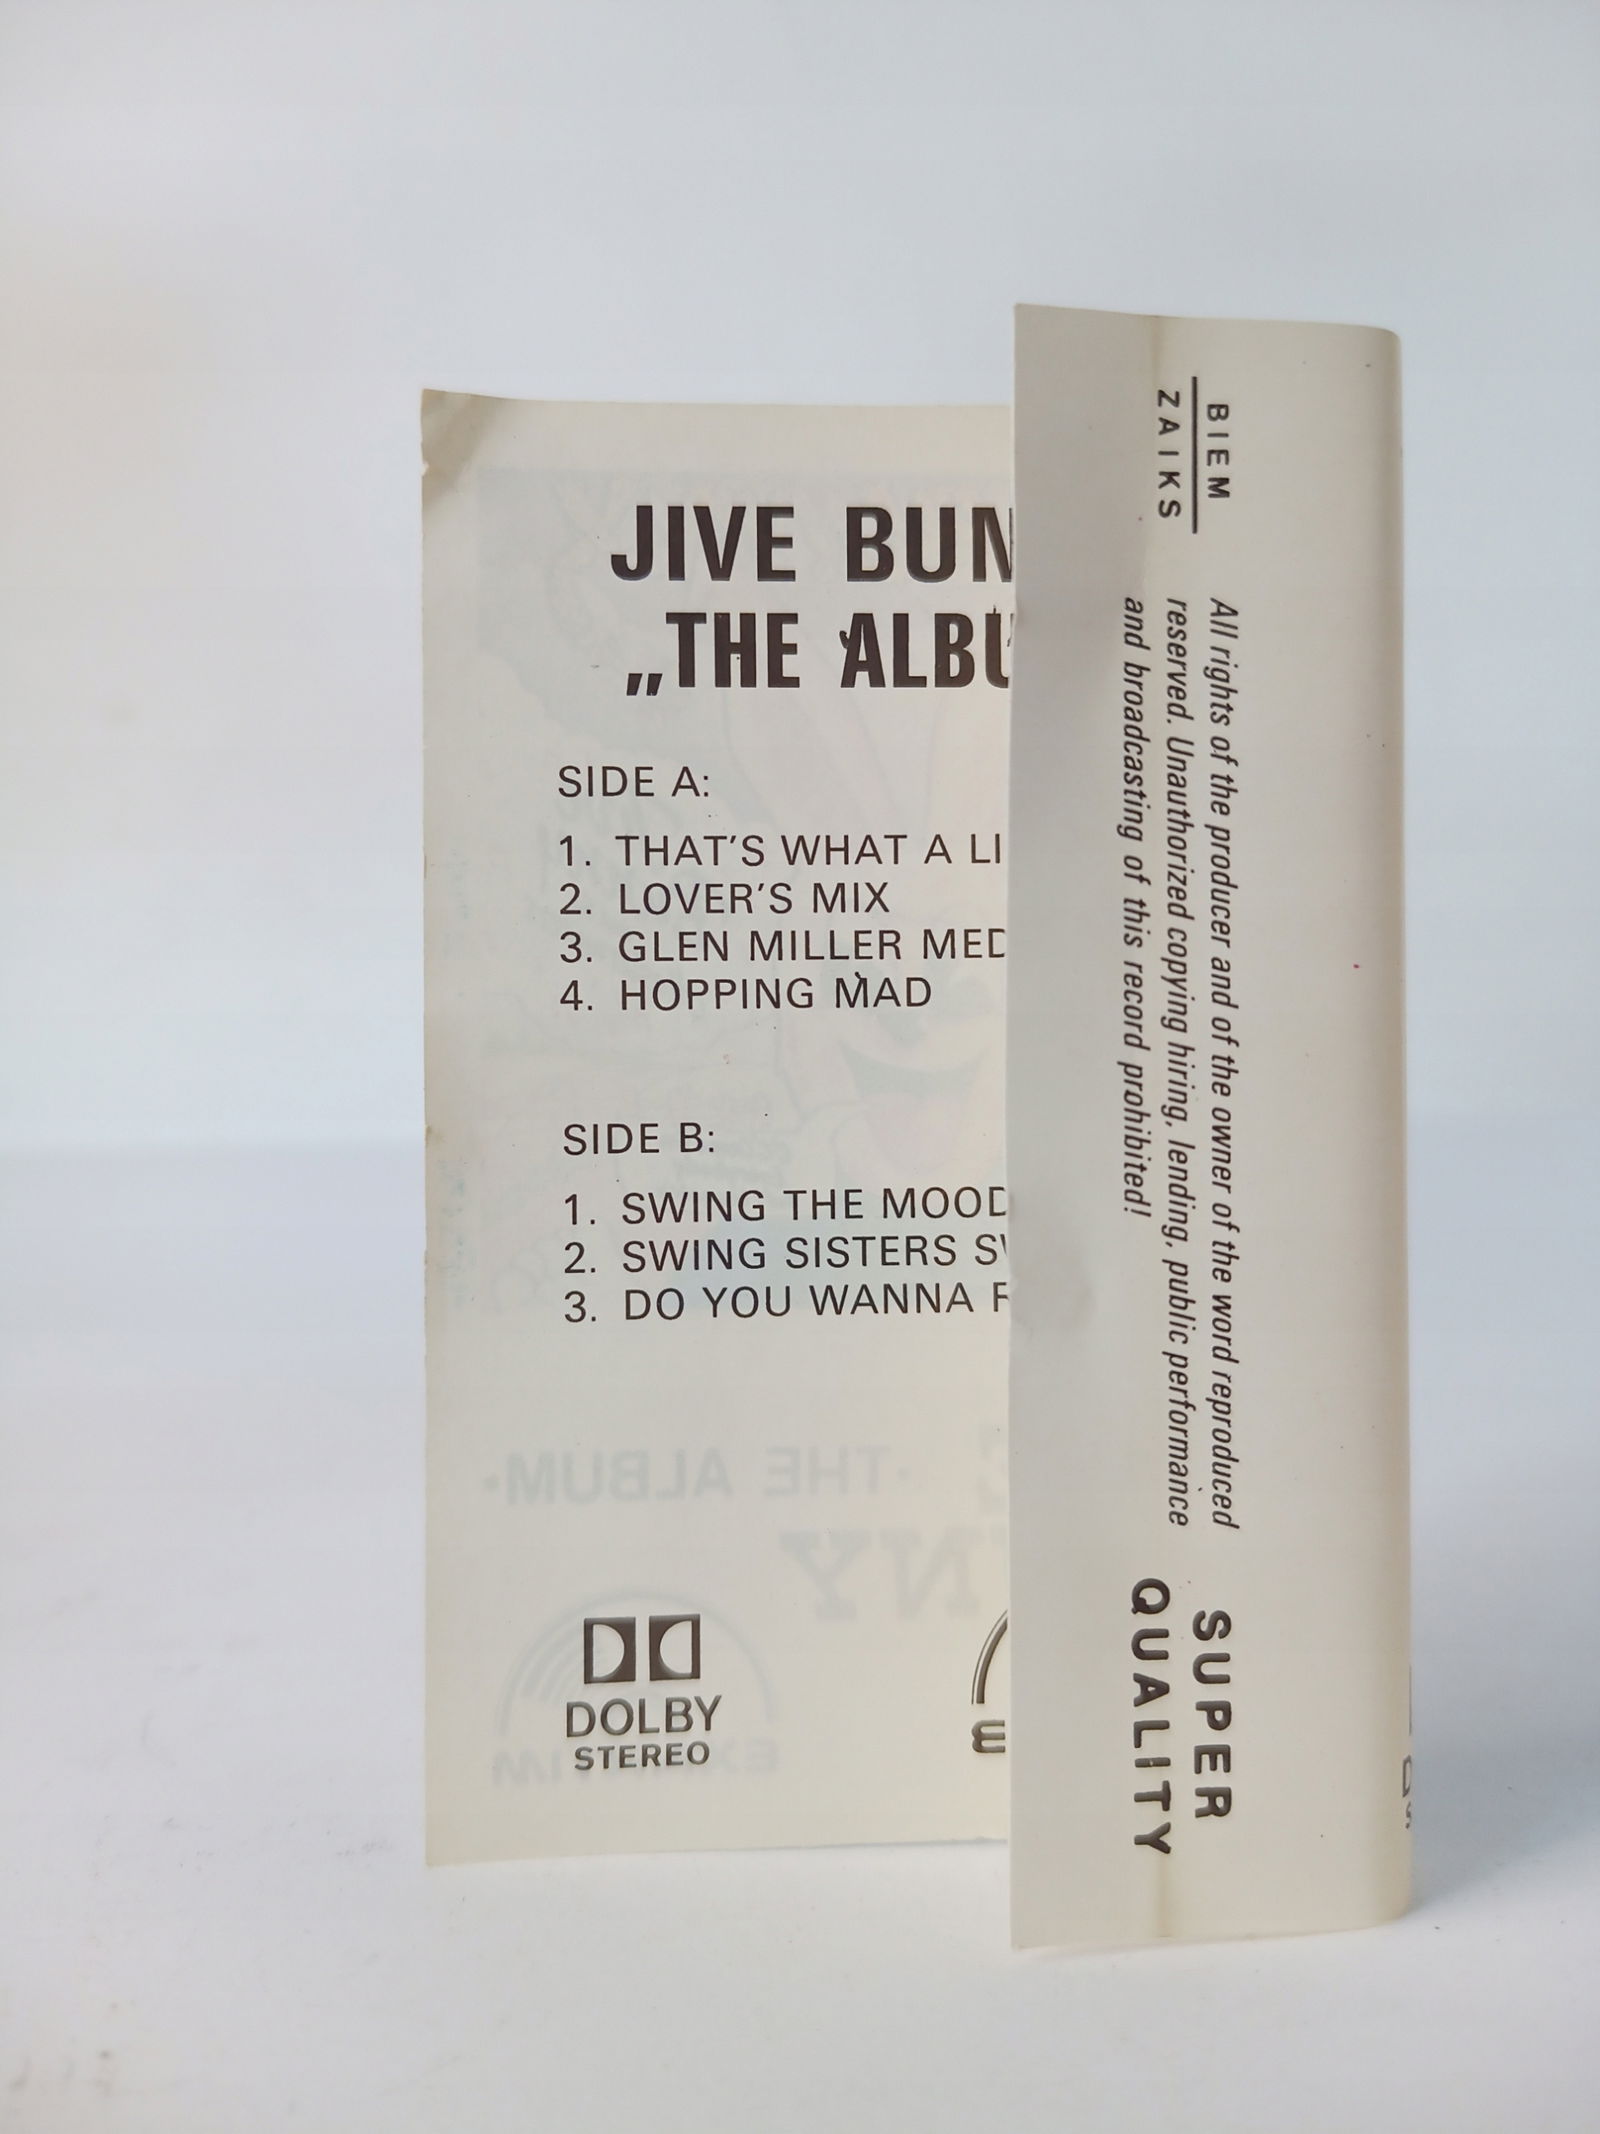 JIVE BUN
„THE ALBU
SIDE A:
1. THAT'S WHAT A LI
2. LOVER'S MIX
3. GLEN MILLER MED
4. HOPPING MAD
SIDE B:
1. SWING THE MOOD
2. SWING SISTERS S
3. DO YOU WANNA R
·THE ALBUM·
NY
DOLBY
STEREO
BIEM
ZAIKS
All rights of the producer and of the owner of the word reproduced
reserved. Unauthorized copying hiring, lending, public performance
and broadcasting of this record prohibited!
SUPER
QUALITY